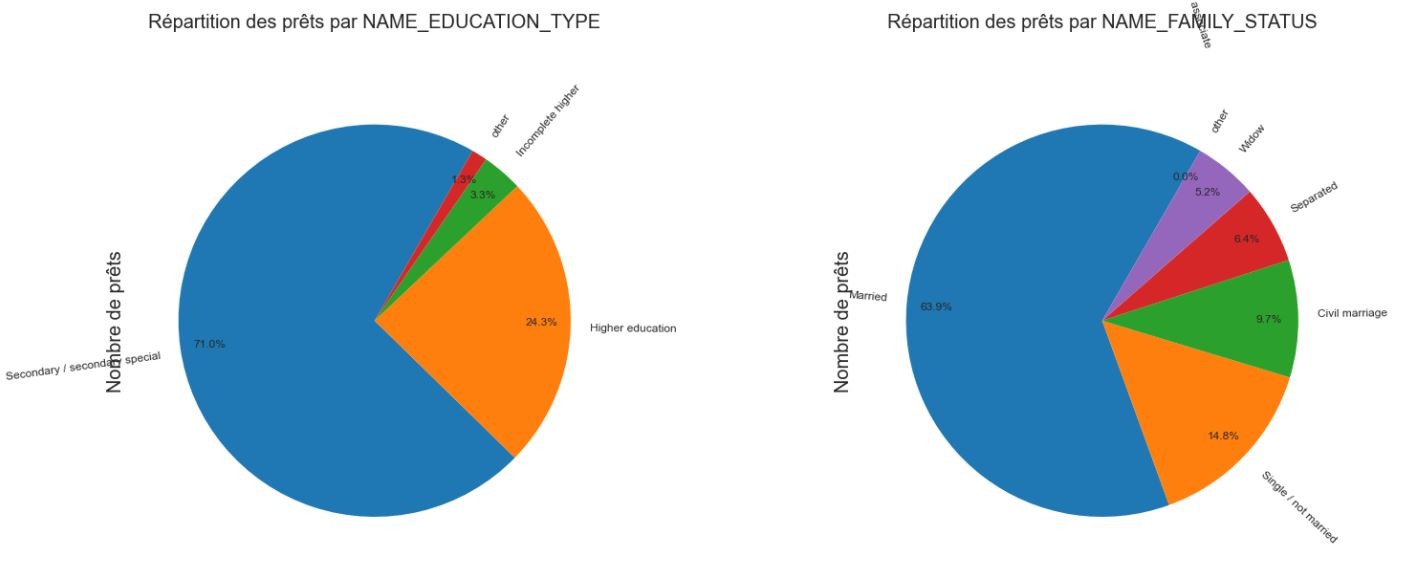 Répartition des prêts par NAME_EDUCATION_TYPE
other
Incomplete higher
1.3%
3.3%
Nombre de prêts
24.3%
Higher education
71.0%
Secondary / secondary special
Répartition des prêts par NAME_FAMILY_STATUS
associate
other
Widow
0.0%
5.2%
Separated
6.4%
Nombre de prêts
Married
63.9%
9.7%
Civil marriage
14.8%
Single / not married